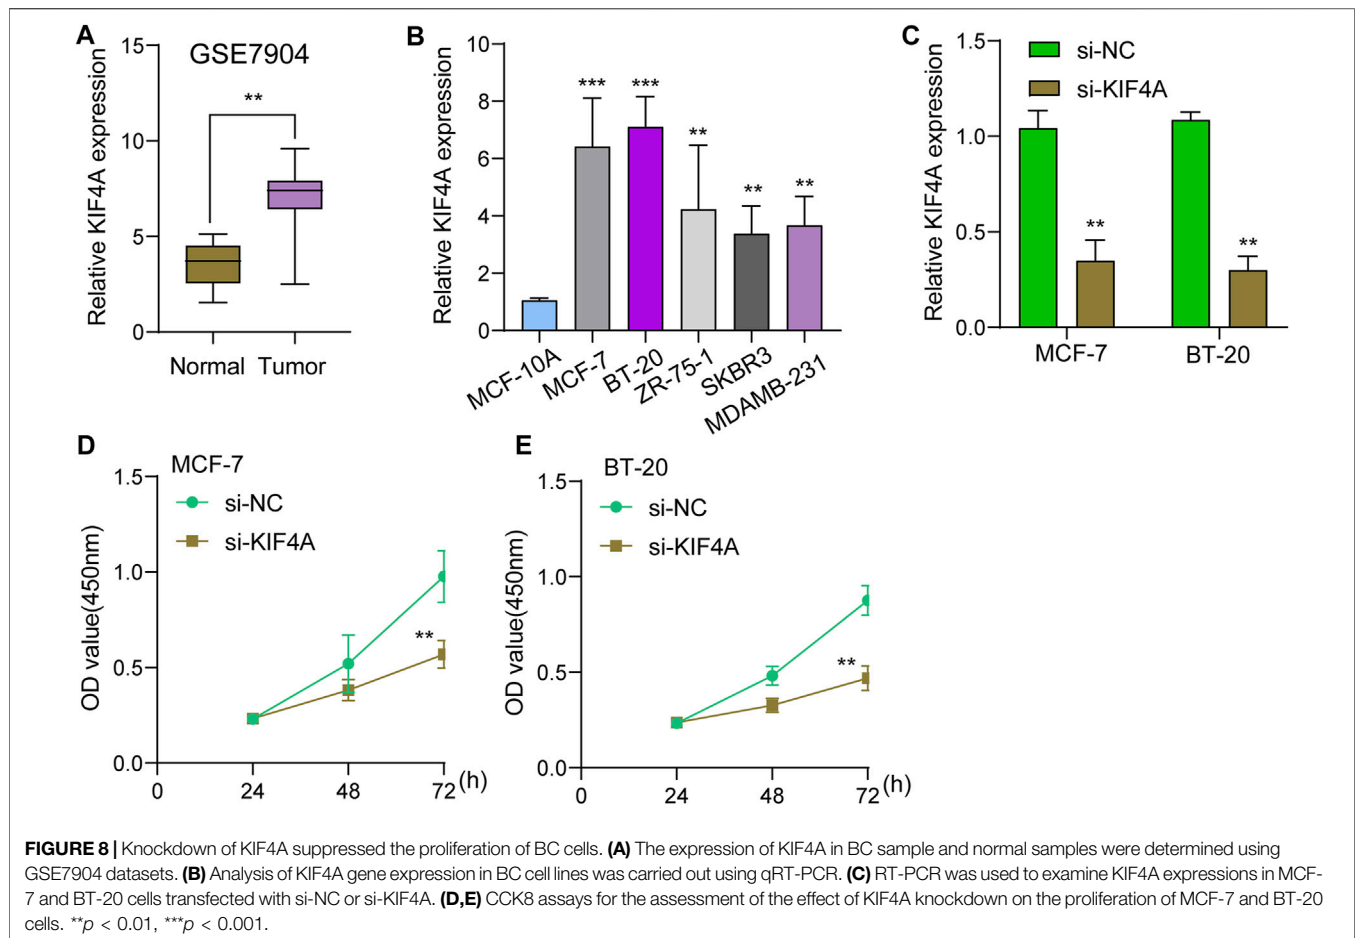 A
GSE7904
Relative KIF4A expression
15
10
5
0
**
Normal Tumor
B
Relative KIF4A expression
10
8
6
4
2
0
***
***
**
**
**
MCF-10A
MCF-7
BT-20
ZR-75-1
SKBR3
MDAMB-231
C
Relative KIF4A expression
1.5
1.0
0.5
0.0
si-NC
si-KIF4A
**
**
MCF-7
BT-20
D
MCF-7
si-NC
si-KIF4A
OD value(450nm)
1.5
1.0
0.5
0.0
**
0 24 48 72 (h)
E
BT-20
si-NC
si-KIF4A
OD value(450nm)
1.5
1.0
0.5
0.0
**
0 24 48 72 (h)
FIGURE 8 | Knockdown of KIF4A suppressed the proliferation of BC cells. (A) The expression of KIF4A in BC sample and normal samples were determined using
GSE7904 datasets. (B) Analysis of KIF4A gene expression in BC cell lines was carried out using qRT-PCR. (C) RT-PCR was used to examine KIF4A expressions in MCF-
7 and BT-20 cells transfected with si-NC or si-KIF4A. (D,E) CCK8 assays for the assessment of the effect of KIF4A knockdown on the proliferation of MCF-7 and BT-20
cells. **p < 0.01, ***p < 0.001.